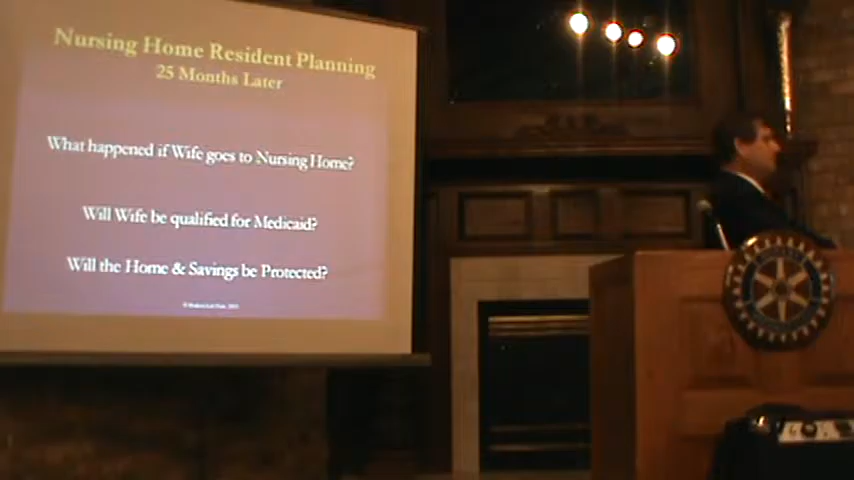 Nursing Home Resident Planning
25 Months Later
What happened if Wife goes to Nursing Home?
Will Wife be qualified for Medicaid?
Will the Home & Savings be Protected?